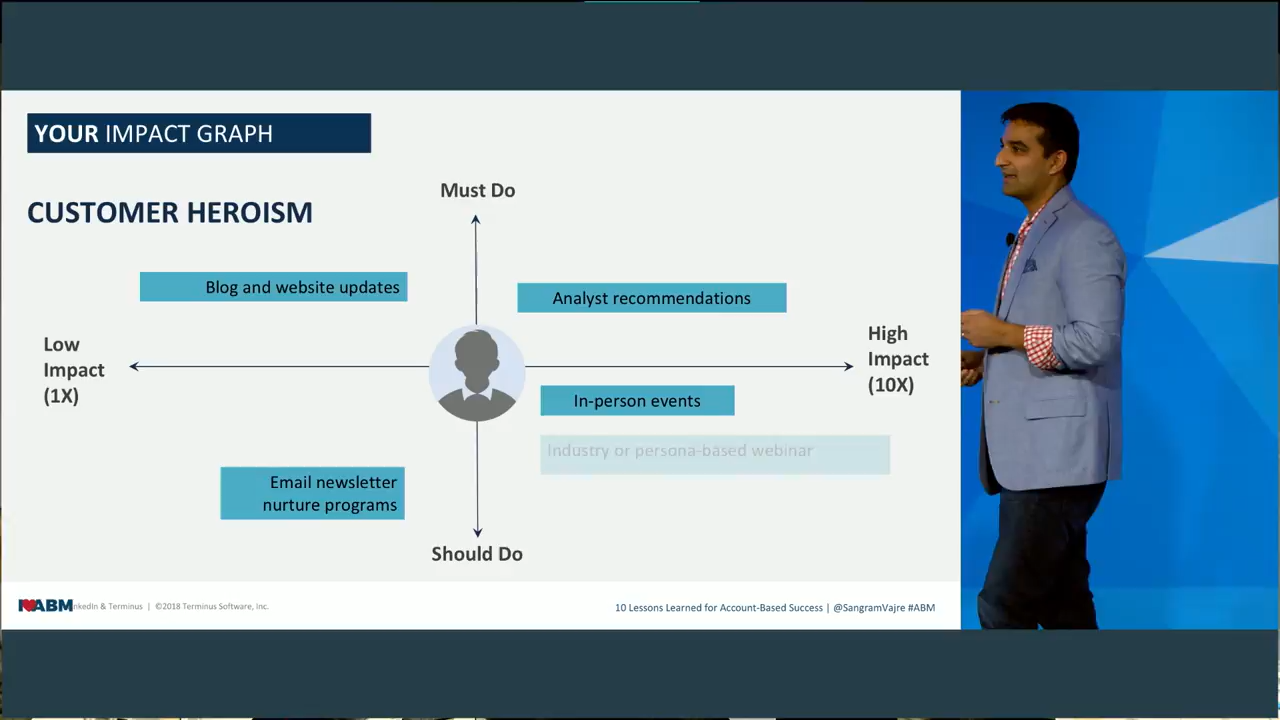 YOUR IMPACT GRAPH
CUSTOMER HEROISM
Must Do
Blog and website updates
Analyst recommendations
Low
Impact
(1X)
High
Impact
(10X)
In-person events
Industry or persona-based webinar
Email newsletter
nurture programs
Should Do
I ABM nkedIn & Terminus | ©2018 Terminus Software, Inc.
10 Lessons Learned for Account-Based Success | @SangramVajre #ABM